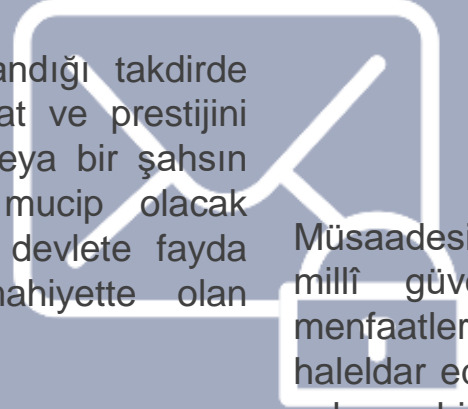 andığı takdirde
at ve prestijini
eya bir şahsın
mucip olacak
devlete fayda
nahiyette olan
Müsaadesi
millî güve
menfaatler
haleldar ed